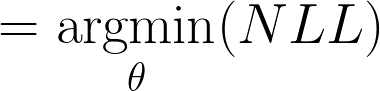 = argmin(NLL)
θ